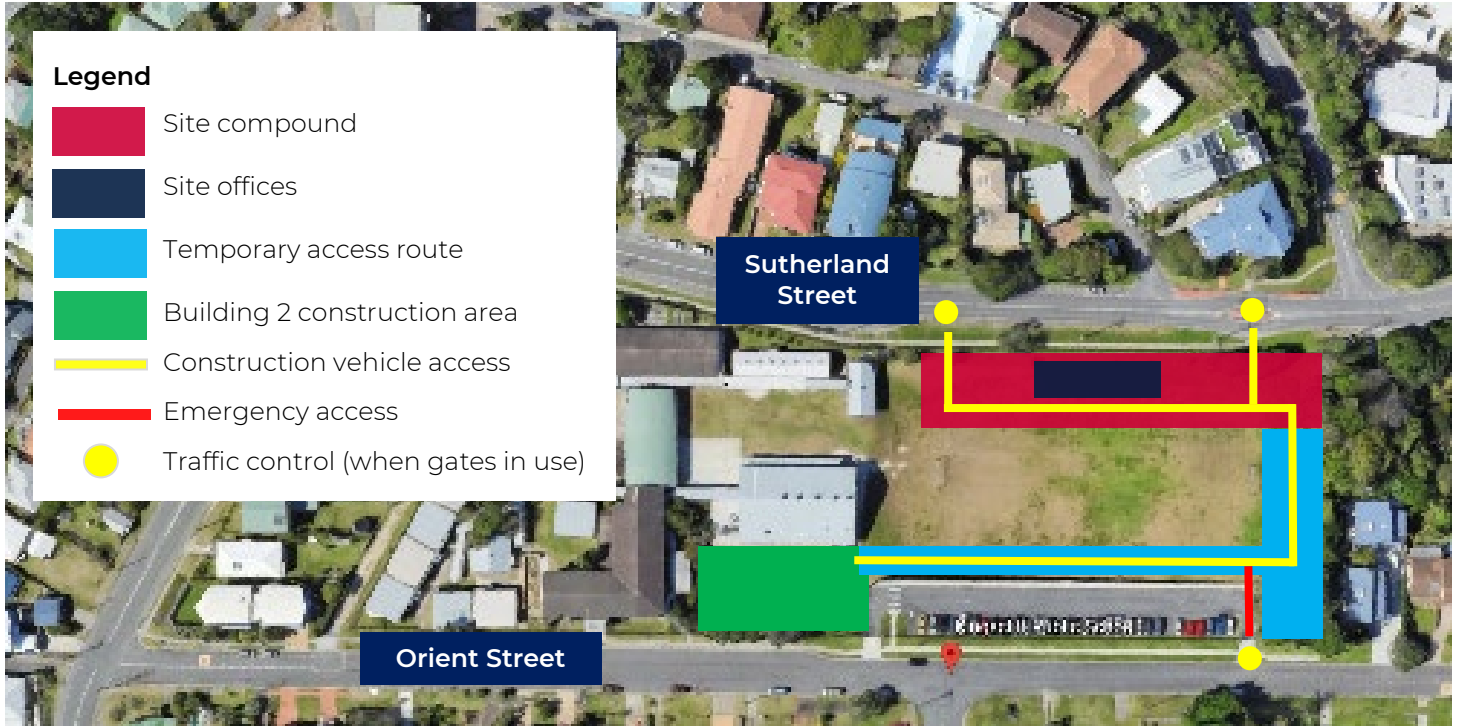 Legend
Site compound
Site offices
Temporary access route
Building 2 construction area
Construction vehicle access
Emergency access
Traffic control (when gates in use)
Sutherland
Street
Orient Street